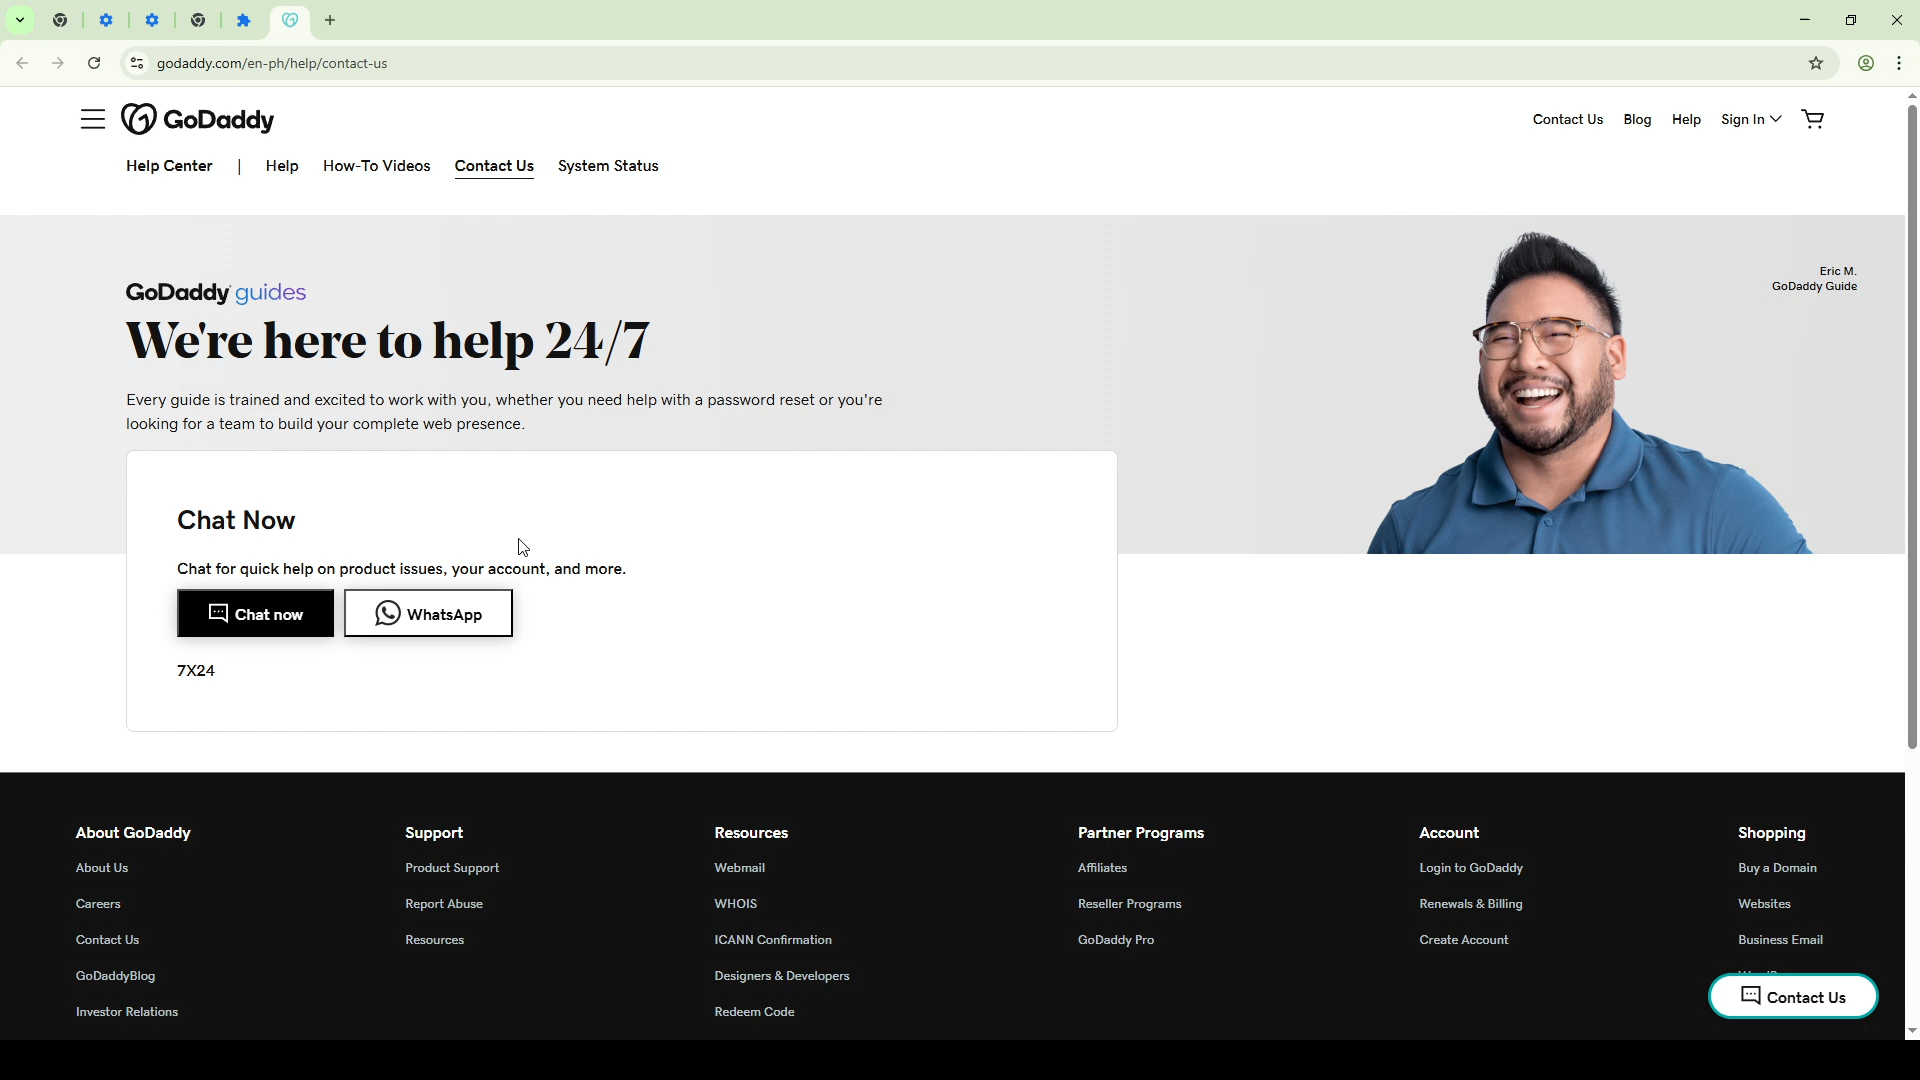 godaddy.com/en-ph/help/contact-us
GoDaddy
Contact Us Blog Help Sign In
Help Center | Help How-To Videos Contact Us System Status
Eric M.
GoDaddy Guide
GoDaddy guides
We're here to help 24/7
Every guide is trained and excited to work with you, whether you need help with a password reset or you're
looking for a team to build your complete web presence.
Chat Now
Chat for quick help on product issues, your account, and more.
Chat now
WhatsApp
7X24
About GoDaddy
About Us
Careers
Contact Us
GoDaddyBlog
Investor Relations
Support
Product Support
Report Abuse
Resources
Resources
Webmail
WHOIS
ICANN Confirmation
Designers & Developers
Redeem Code
Partner Programs
Affiliates
Reseller Programs
GoDaddy Pro
Account
Login to GoDaddy
Renewals & Billing
Create Account
Shopping
Buy a Domain
Websites
Business Email
Contact Us